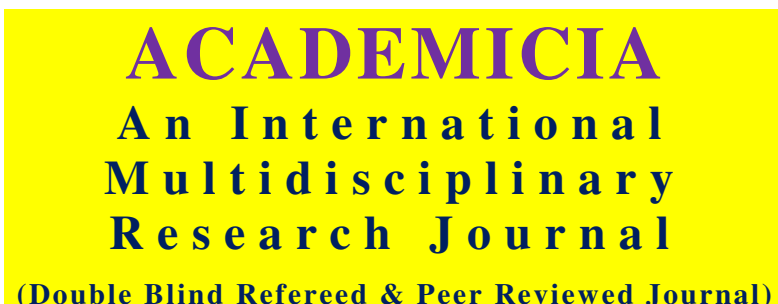 ACADEMICIA
An International
Multidisciplinary
Research Journal
(Double Blind Refereed & Peer Reviewed Journal)